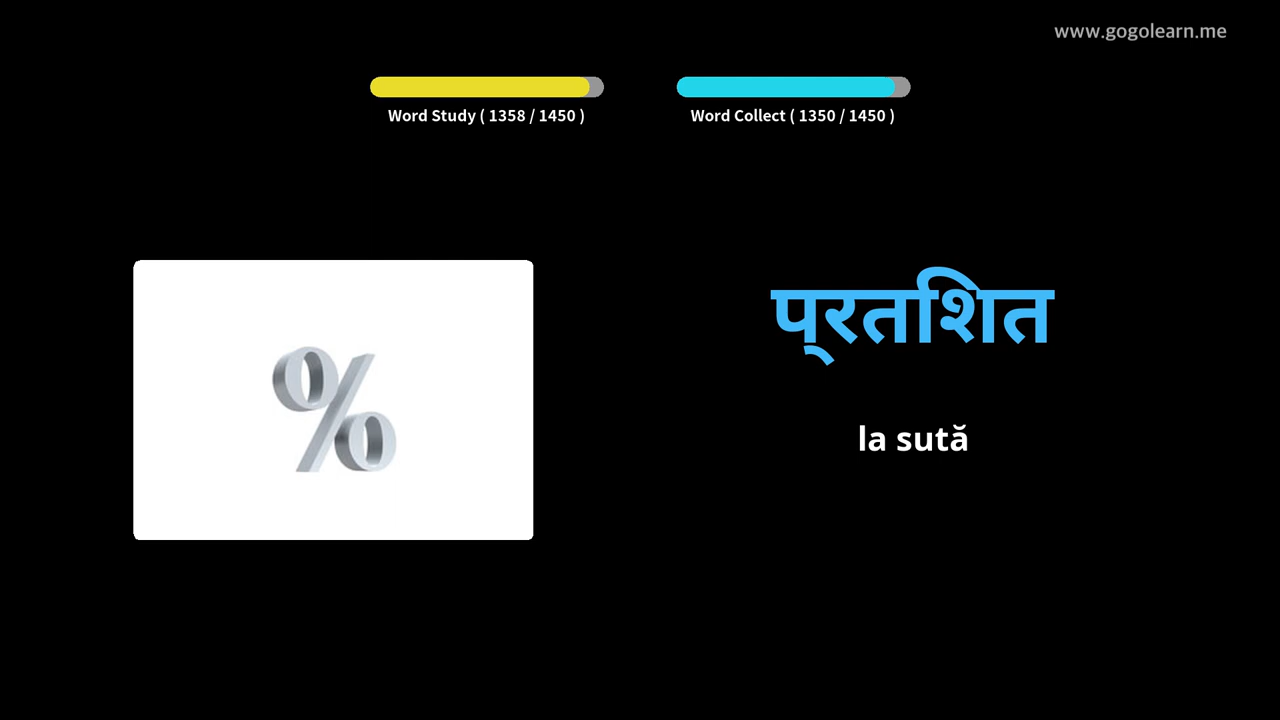 www.gogolearn.me
Word Study ( 1358 / 1450 )
Word Collect ( 1350 / 1450 )
%
प्रतिशत
la sută